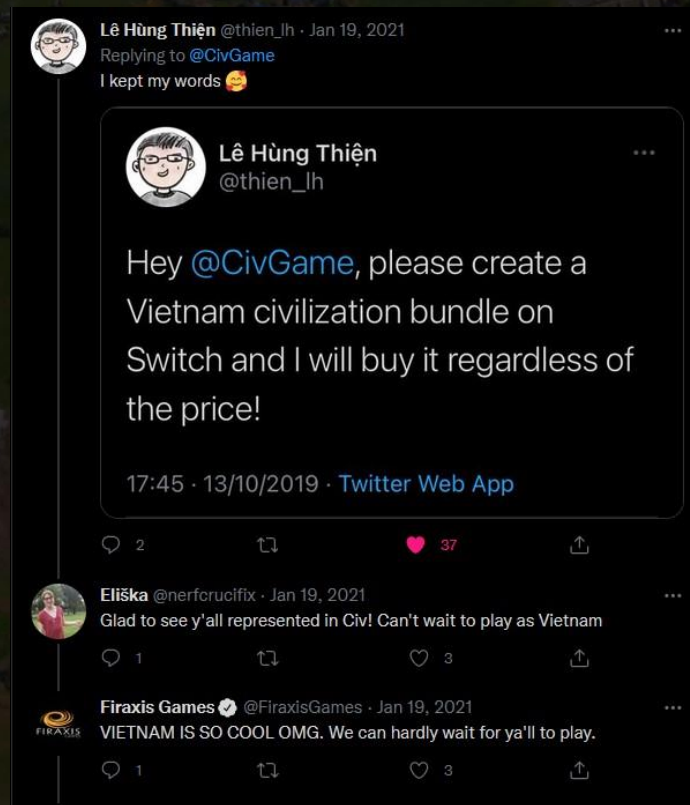 Lê Hùng Thiện @thien_lh · Jan 19, 2021
Replying to @CivGame
I kept my words 🥰
Lê Hùng Thiện
@thien_lh
Hey @CivGame, please create a
Vietnam civilization bundle on
Switch and I will buy it regardless of
the price!
17:45 · 13/10/2019 · Twitter Web App
2 37
Eliška @nerfcrucifix · Jan 19, 2021
Glad to see y'all represented in Civ! Can't wait to play as Vietnam
1 3
Firaxis Games @FiraxisGames · Jan 19, 2021
FIRAXIS
VIETNAM IS SO COOL OMG. We can hardly wait for ya'll to play.
1 3